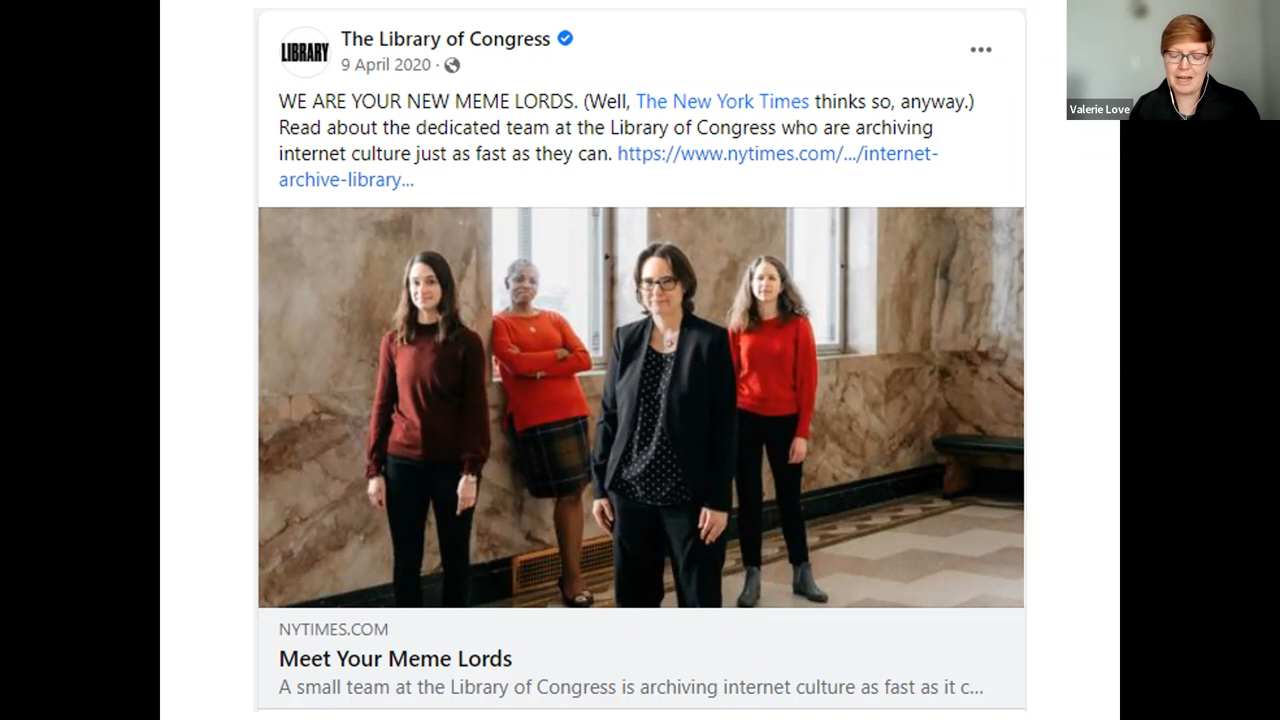 LIBRARY
The Library of Congress
9 April 2020 ·
WE ARE YOUR NEW MEME LORDS. (Well, The New York Times thinks so, anyway.)
Read about the dedicated team at the Library of Congress who are archiving
internet culture just as fast as they can. https://www.nytimes.com/.../internet-
archive-library...
NYTIMES.COM
Meet Your Meme Lords
A small team at the Library of Congress is archiving internet culture as fast as it c...
Valerie Love